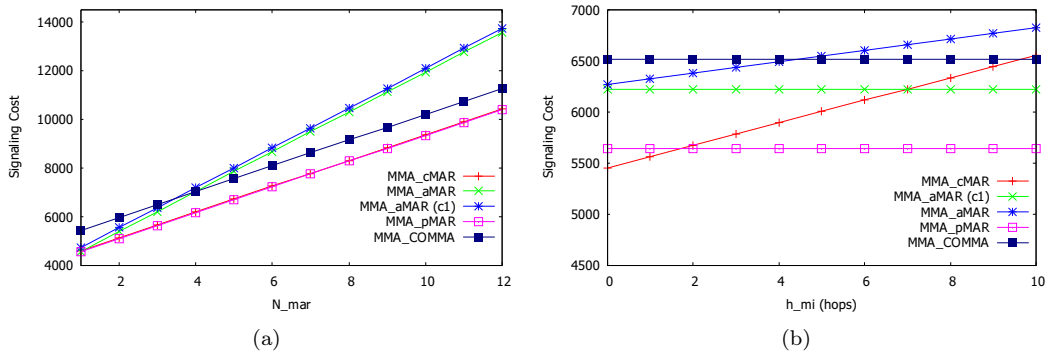 14000
12000
10000
8000
6000
4000
Signaling Cost
2
4
6
8
10
12
N_mar
MMA_cMAR
MMA_aMAR
MMA_aMAR (c1)
MMA_pMAR
MMA_COMMA
(a)
7000
6500
6000
5500
5000
4500
Signaling Cost
0
2
4
6
8
10
h_mi (hops)
MMA_cMAR
MMA_aMAR (c1)
MMA_aMAR
MMA_pMAR
MMA_COMMA
(b)